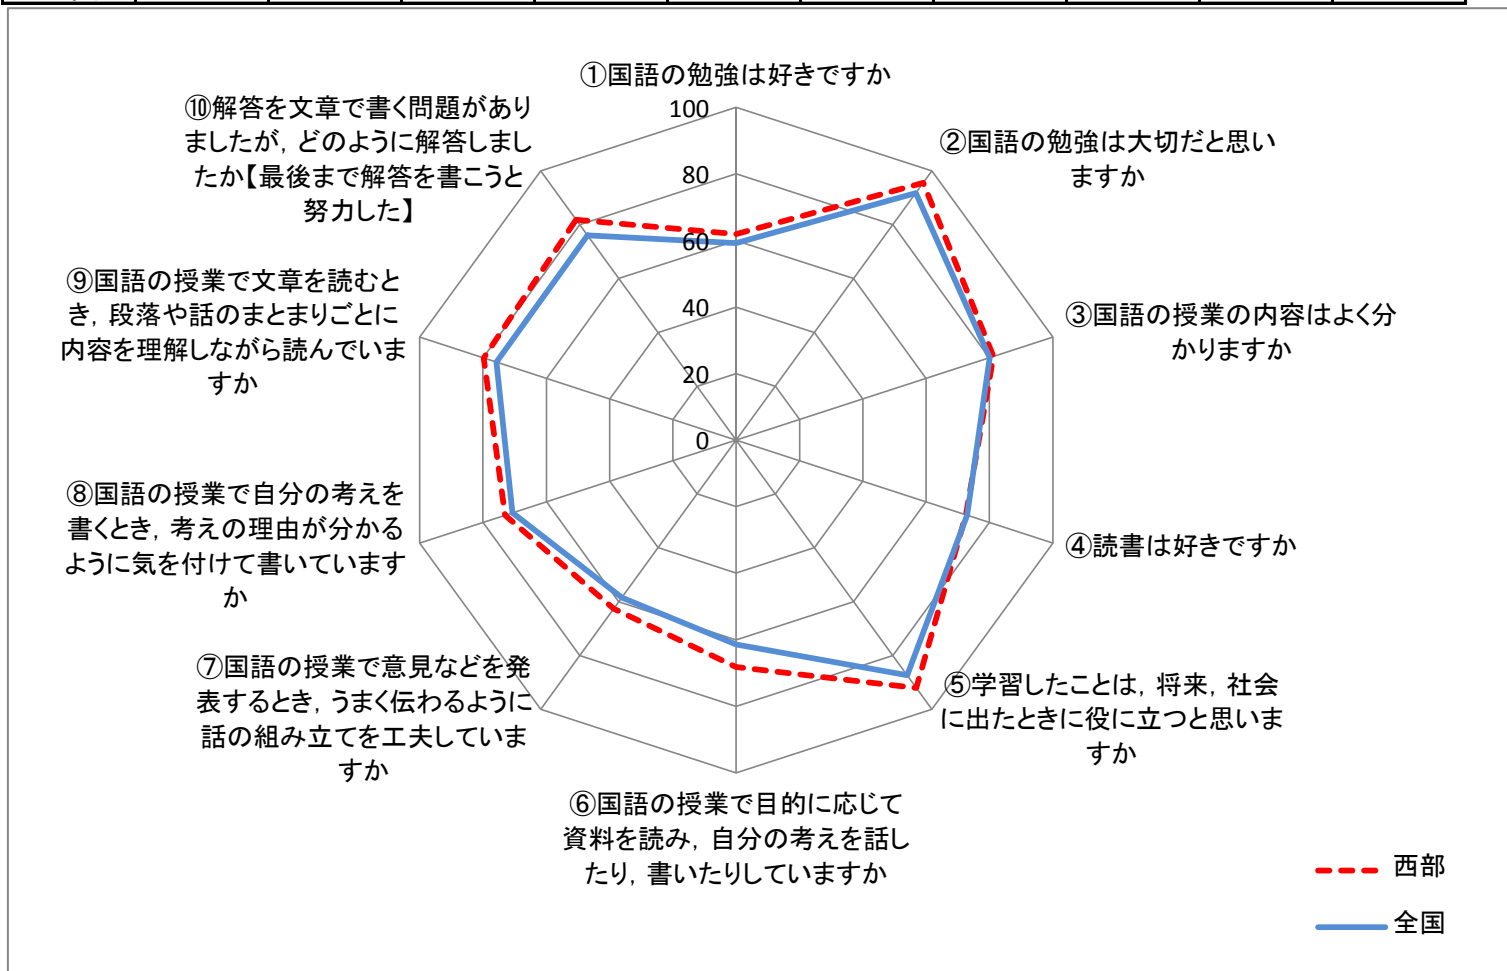 ①国語の勉強は好きですか
②国語の勉強は大切だと思い
ますか
③国語の授業の内容はよく分
かりますか
④読書は好きですか
⑤学習したことは，将来，社会
に出たときに役に立つと思いま
すか
⑥国語の授業で目的に応じて
資料を読み，自分の考えを話し
たり，書いたりしていますか
⑦国語の授業で意見などを発
表するとき，うまく伝わるように
話の組み立てを工夫していま
すか
⑧国語の授業で自分の考えを
書くとき，考えの理由が分かる
ように気を付けて書いています
か
⑨国語の授業で文章を読むと
き，段落や話のまとまりごとに
内容を理解しながら読んでいま
すか
⑩解答を文章で書く問題があり
ましたが，どのように解答しまし
たか【最後まで解答を書こうと
努力した】
100
80
60
40
20
0
西部
全国